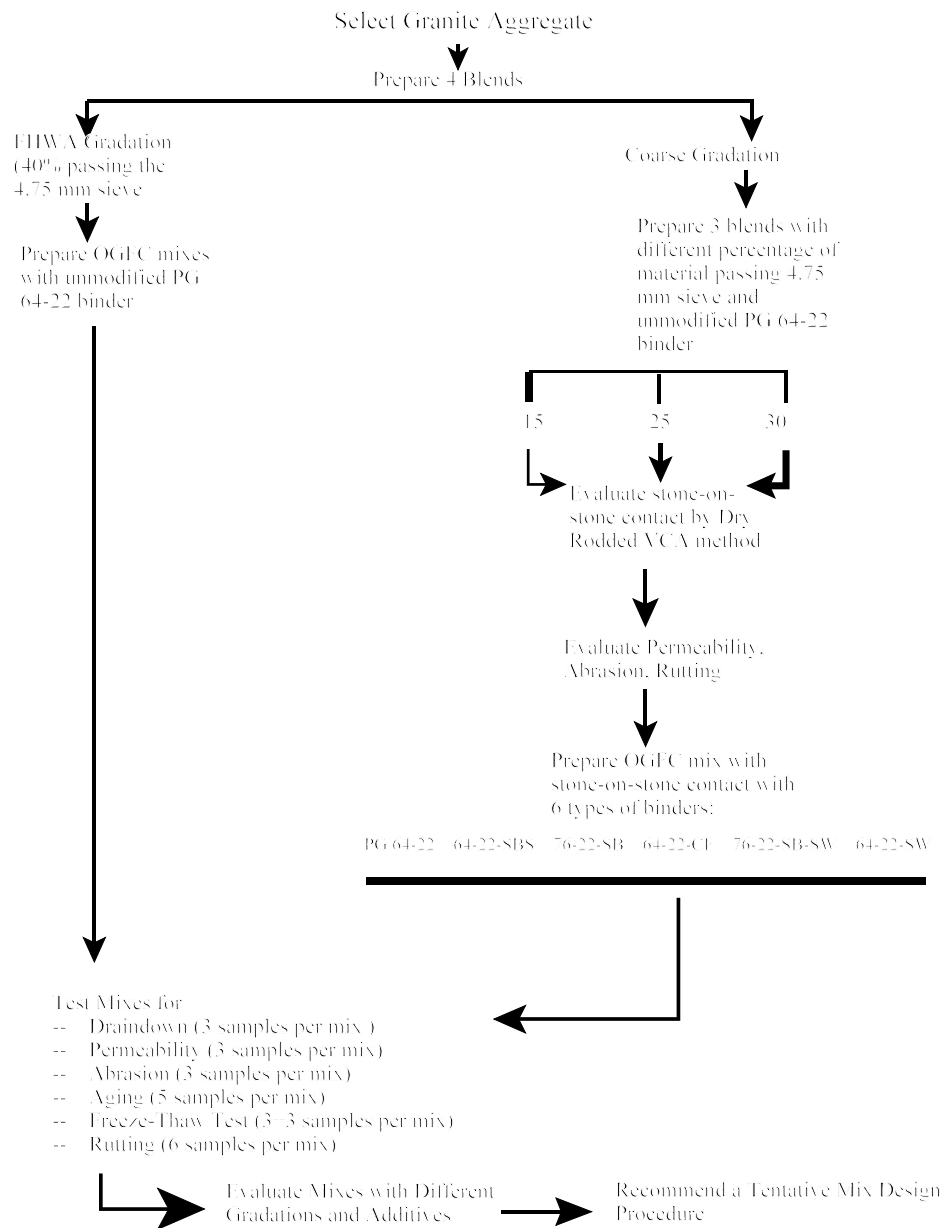 Select Granite Aggregate
Prepare 4 Blends
FHWA Gradation
(40% passing the
4.75 mm sieve
Prepare OGFC mixes
with unmodified PG
64-22 binder
Coarse Gradation
Prepare 3 blends with
different percentage of
material passing 4.75
mm sieve and
unmodified PG 64-22
binder
15 25 30
Evaluate stone-on-
stone contact by Dry
Rodded VCA method
Evaluate Permeability,
Abrasion, Rutting
Prepare OGFC mix with
stone-on-stone contact with
6 types of binders:
PG 64-22 64-22-SBS 76-22-SB 64-22-CF 76-22-SB-SW 64-22-SW
Test Mixes for
-- Draindown (3 samples per mix )
-- Permeability (3 samples per mix)
-- Abrasion (3 samples per mix)
-- Aging (5 samples per mix)
-- Freeze-Thaw Test (3+3 samples per mix)
-- Rutting (6 samples per mix)
Evaluate Mixes with Different
Gradations and Additives
Recommend a Tentative Mix Design
Procedure